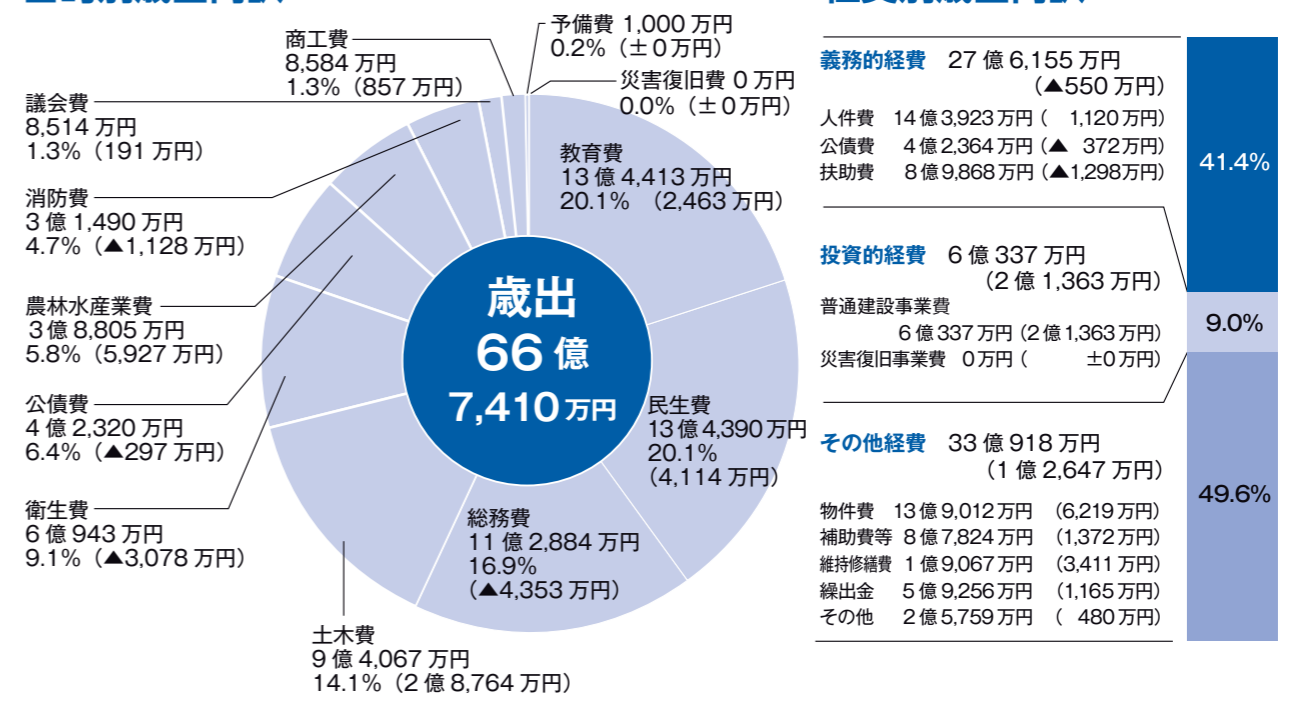 商工費
8,584 万円
1.3%（857 万円）
予備費 1,000 万円
0.2%（±0万円）
災害復旧費 0 万円
0.0%（±0万円）
議会費
8,514 万円
1.3%（191 万円）
消防費
3 億 1,490 万円
4.7%（▲1,128 万円）
農林水産業費
3 億 8,805 万円
5.8%（5,927 万円）
公債費
4 億 2,320 万円
6.4%（▲297 万円）
衛生費
6 億 943 万円
9.1%（▲3,078 万円）
土木費
9 億 4,067 万円
14.1%（2 億 8,764 万円）
総務費
11 億 2,884 万円
16.9%
（▲4,353 万円）
民生費
13 億 4,390 万円
20.1%
（4,114 万円）
教育費
13 億 4,413 万円
20.1%　（2,463 万円）
歳出
66 億
7,410 万円
義務的経費　27 億 6,155 万円
（▲550 万円）
人件費　14 億 3,923 万円（　1,120 万円）
公債費　4 億 2,364 万円（▲　372 万円）
扶助費　8 億 9,868 万円（▲1,298 万円）
41.4%
投資的経費　6 億 337 万円
（2 億 1,363 万円）
普通建設事業費
6 億 337 万円（2 億 1,363 万円）
災害復旧事業費　0 万円（　±0 万円）
9.0%
その他経費　33 億 918 万円
（1 億 2,647 万円）
物件費　13 億 9,012 万円　（6,219 万円）
補助費等　8 億 7,824 万円　（1,372 万円）
維持修繕費　1 億 9,067 万円　（3,411 万円）
繰出金　5 億 9,256 万円　（1,165 万円）
その他　2 億 5,759 万円　（　480 万円）
49.6%